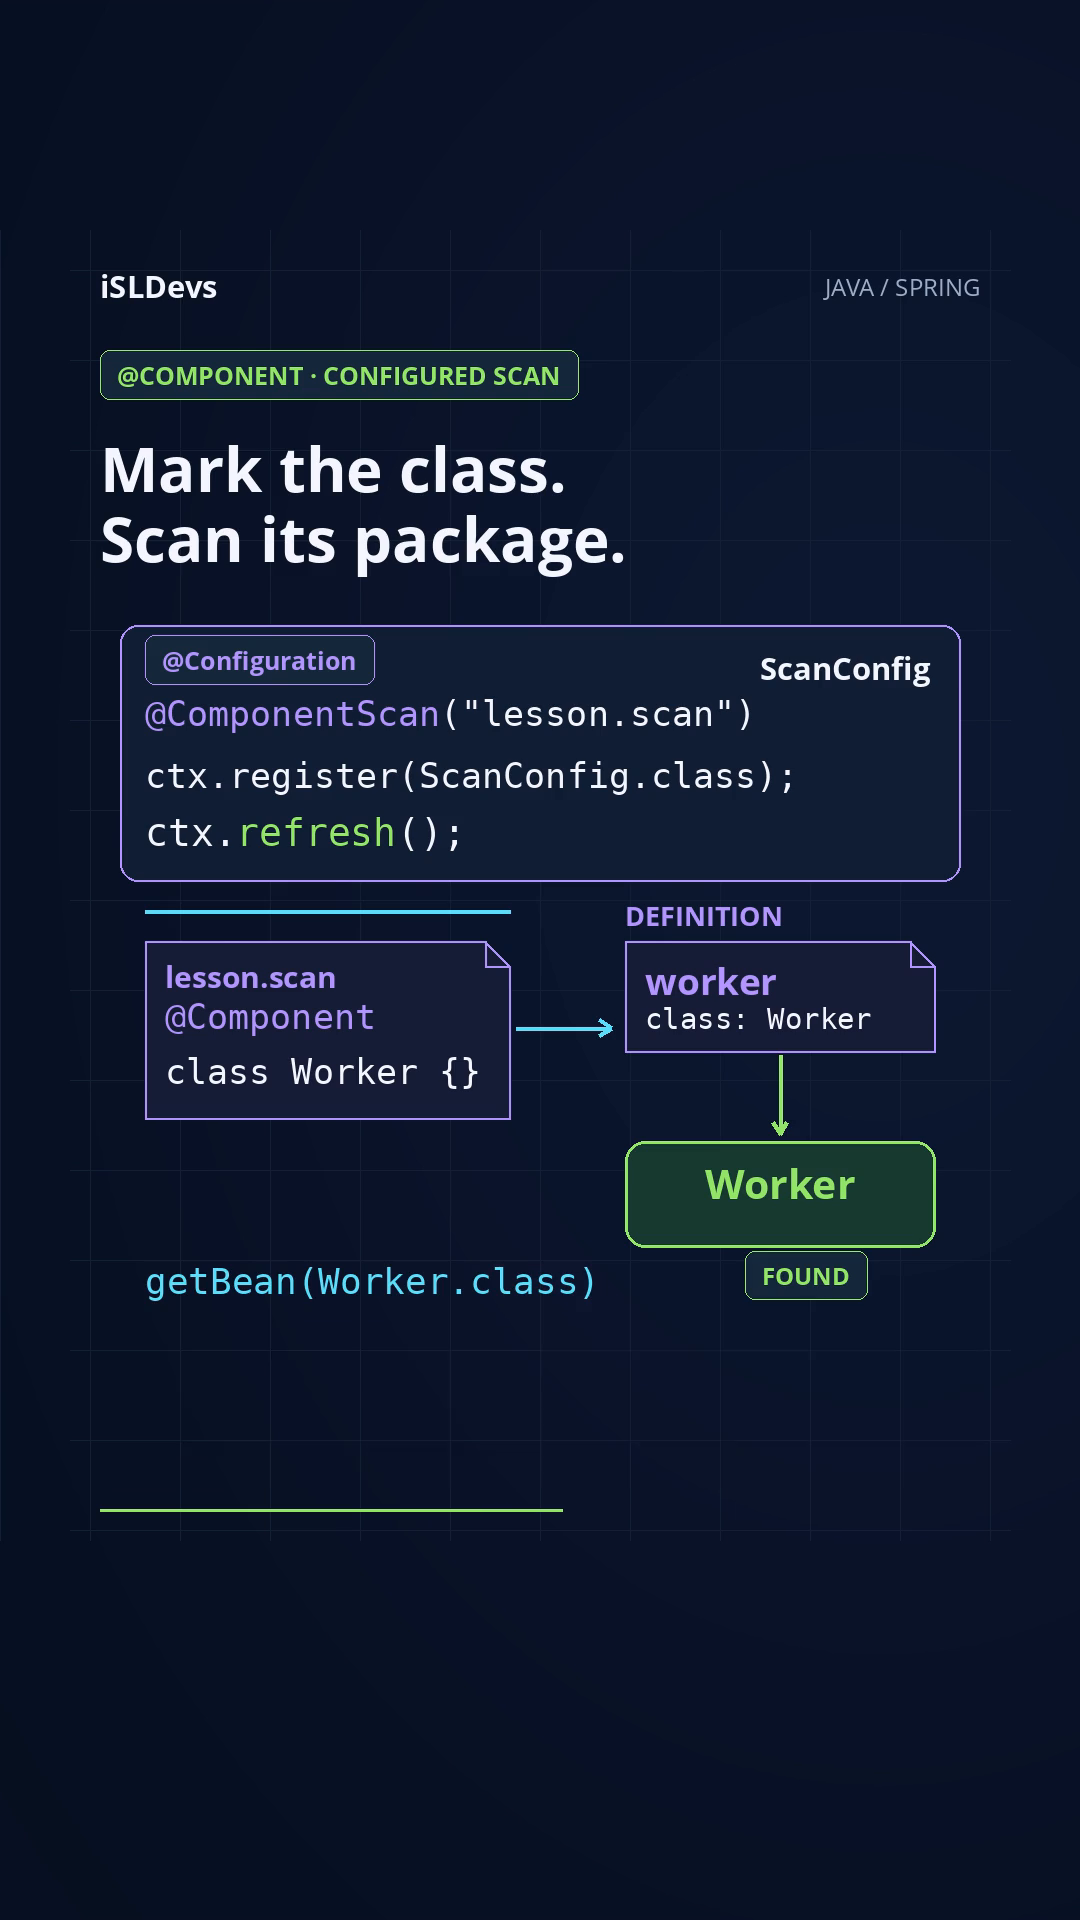 iSLDevs
JAVA / SPRING
@COMPONENT · CONFIGURED SCAN
Mark the class.
Scan its package.
@Configuration
ScanConfig
@ComponentScan("lesson.scan")
ctx.register(ScanConfig.class);
ctx.refresh();
DEFINITION
lesson.scan
@Component
class Worker {}
worker
class: Worker
Worker
getBean(Worker.class)
FOUND